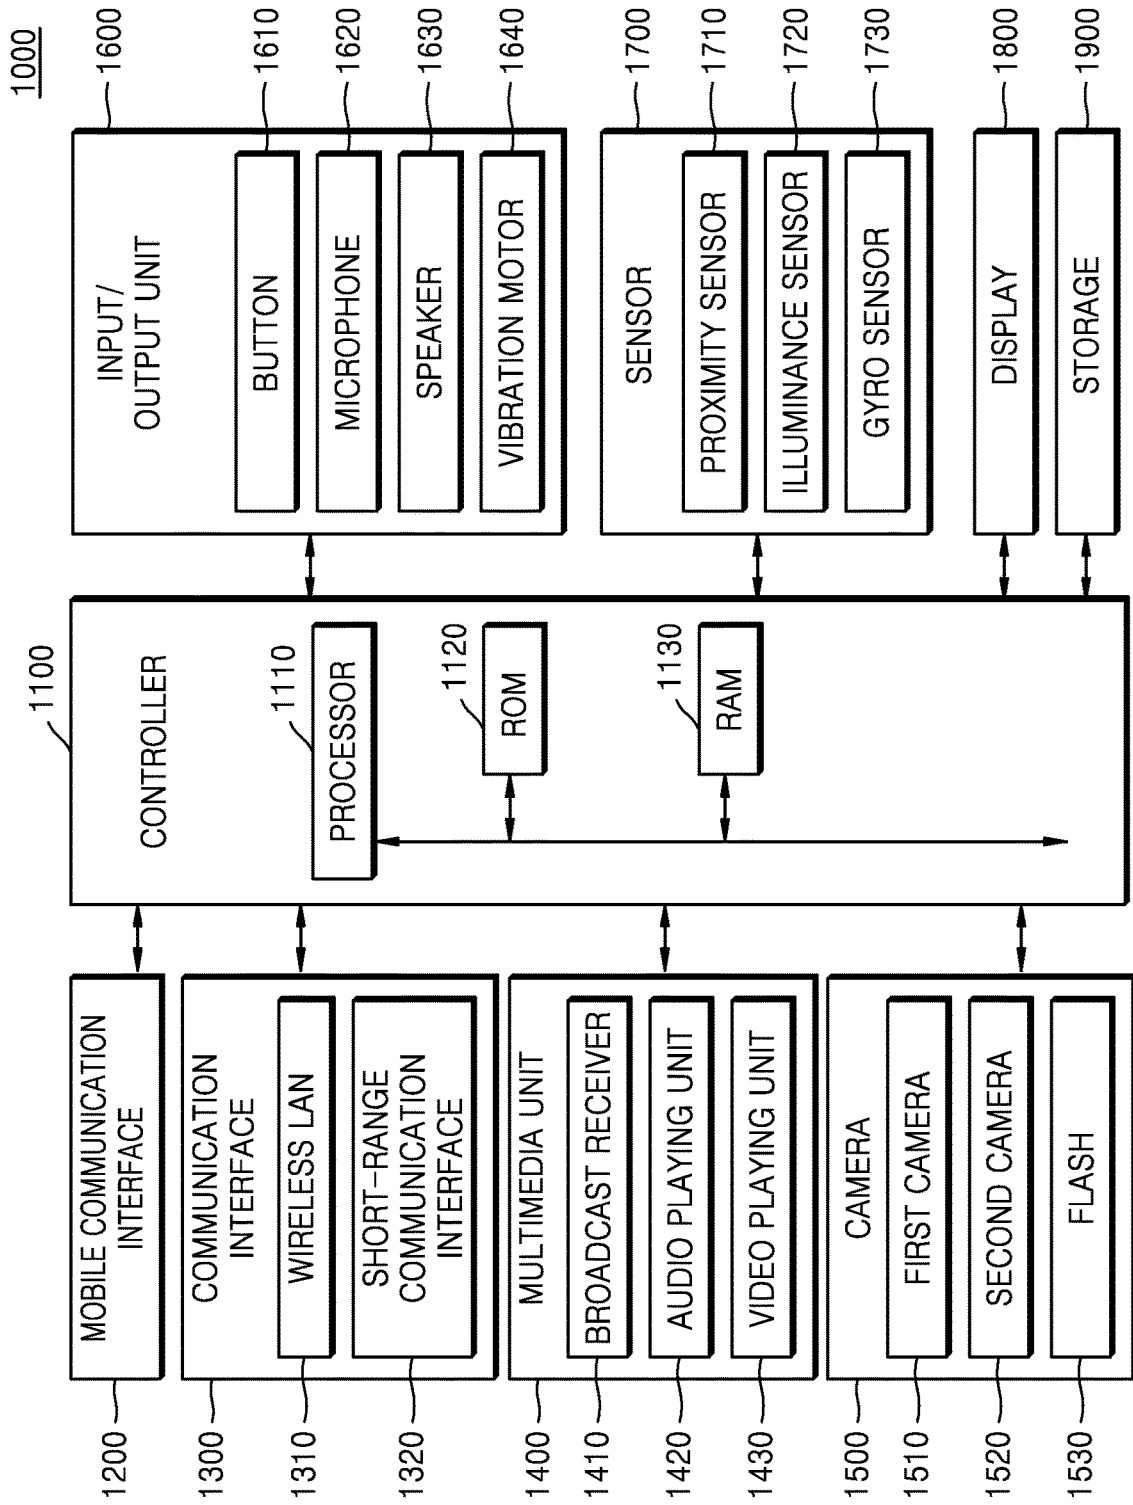 1000
1200
MOBILE COMMUNICATION
INTERFACE
1300
COMMUNICATION
INTERFACE
1310
WIRELESS LAN
1320
SHORT-RANGE
COMMUNICATION
INTERFACE
1400
MULTIMEDIA UNIT
1410
BROADCAST RECEIVER
1420
AUDIO PLAYING UNIT
1430
VIDEO PLAYING UNIT
1500
CAMERA
1510
FIRST CAMERA
1520
SECOND CAMERA
1530
FLASH
1100
CONTROLLER
1110
PROCESSOR
1120
ROM
1130
RAM
INPUT/
OUTPUT UNIT
1600
BUTTON
1610
MICROPHONE
1620
SPEAKER
1630
VIBRATION MOTOR
1640
SENSOR
1700
PROXIMITY SENSOR
1710
ILLUMINANCE SENSOR
1720
GYRO SENSOR
1730
DISPLAY
1800
STORAGE
1900